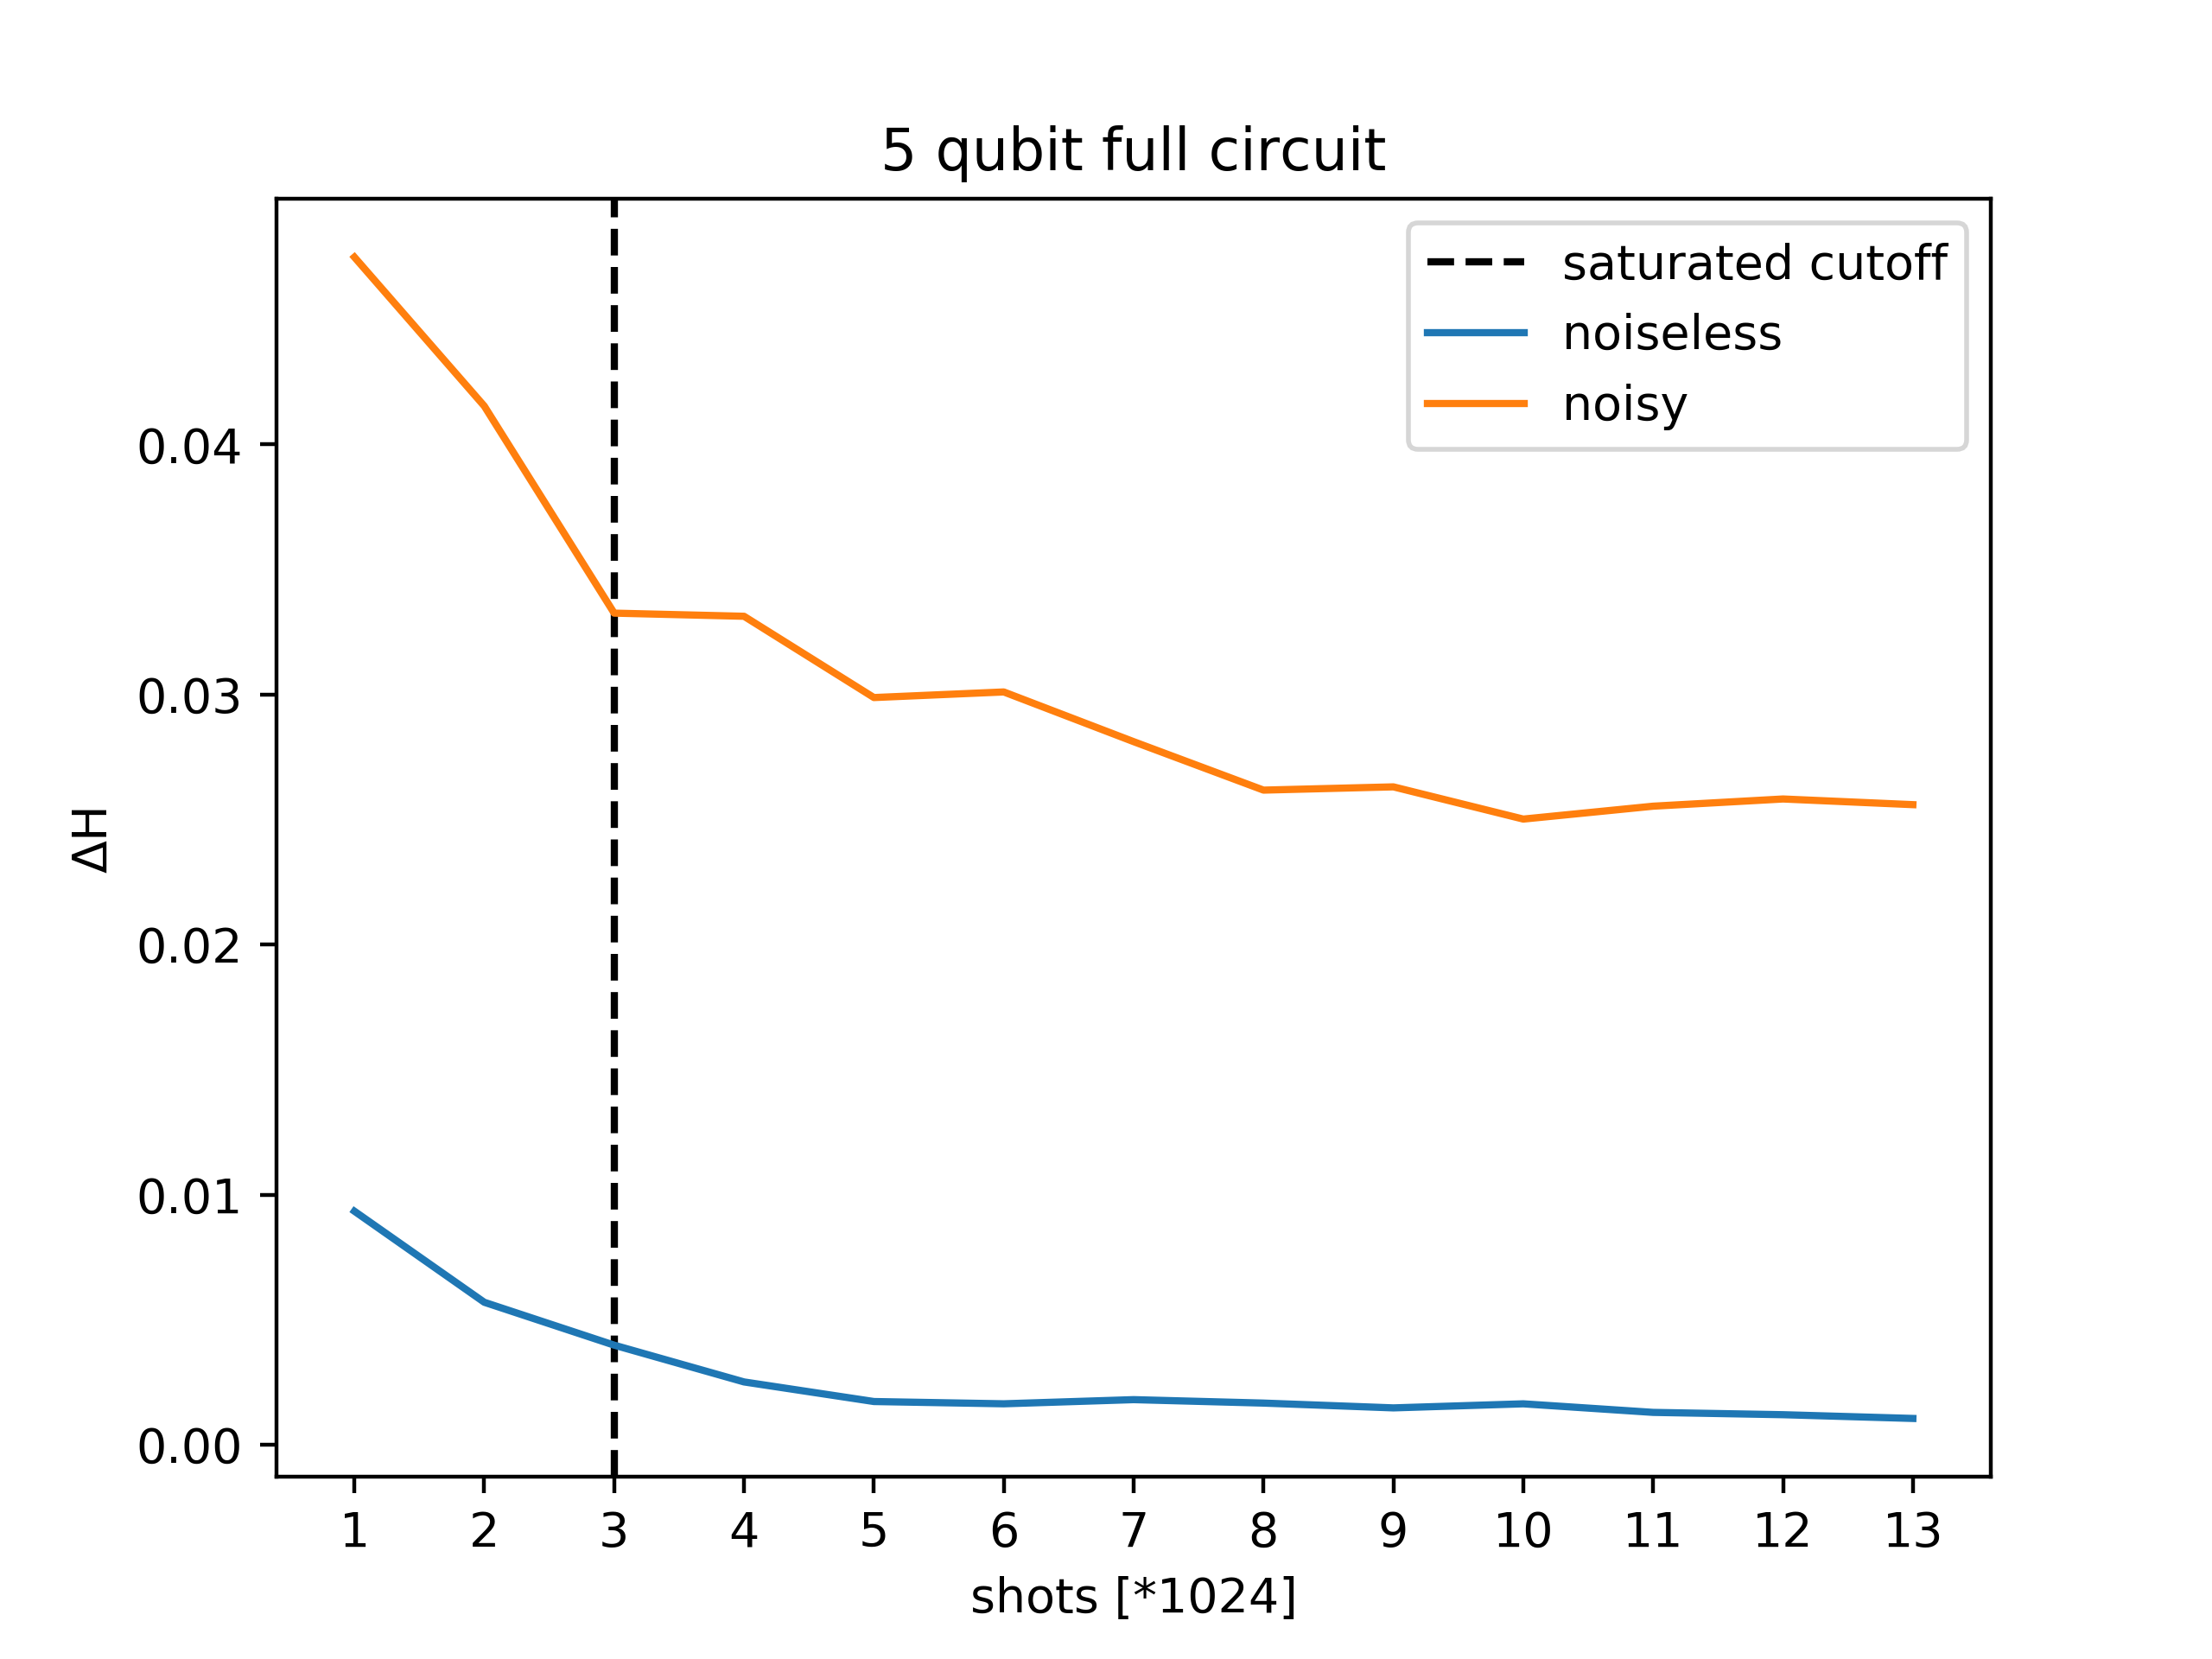 5 qubit full circuit
saturated cutoff
noiseless
noisy
0.04
0.03
0.02
0.01
0.00
ΔH
1 2 3 4 5 6 7 8 9 10 11 12 13
shots [*1024]